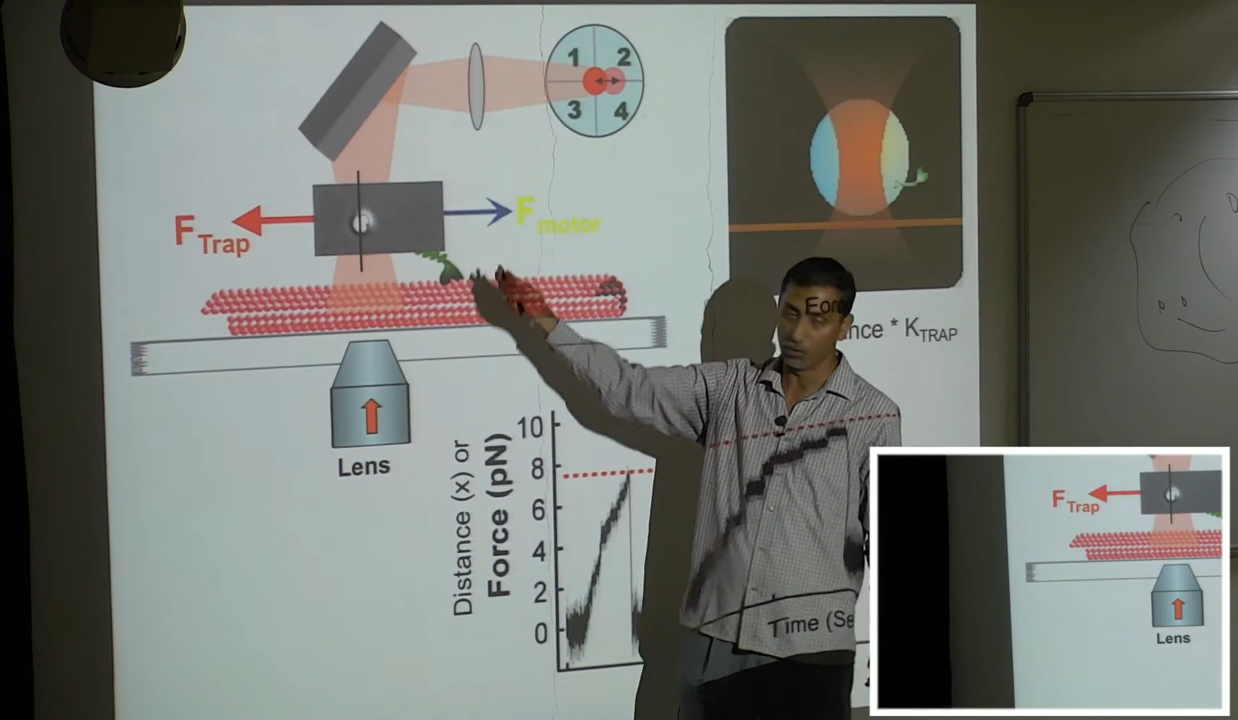 1 2
3 4
F Trap
F motor
Forc
ance * K TRAP
Lens
Distance (x) or
Force (pN)
10
8
6
4
2
0
Time (Se
F Trap
Lens